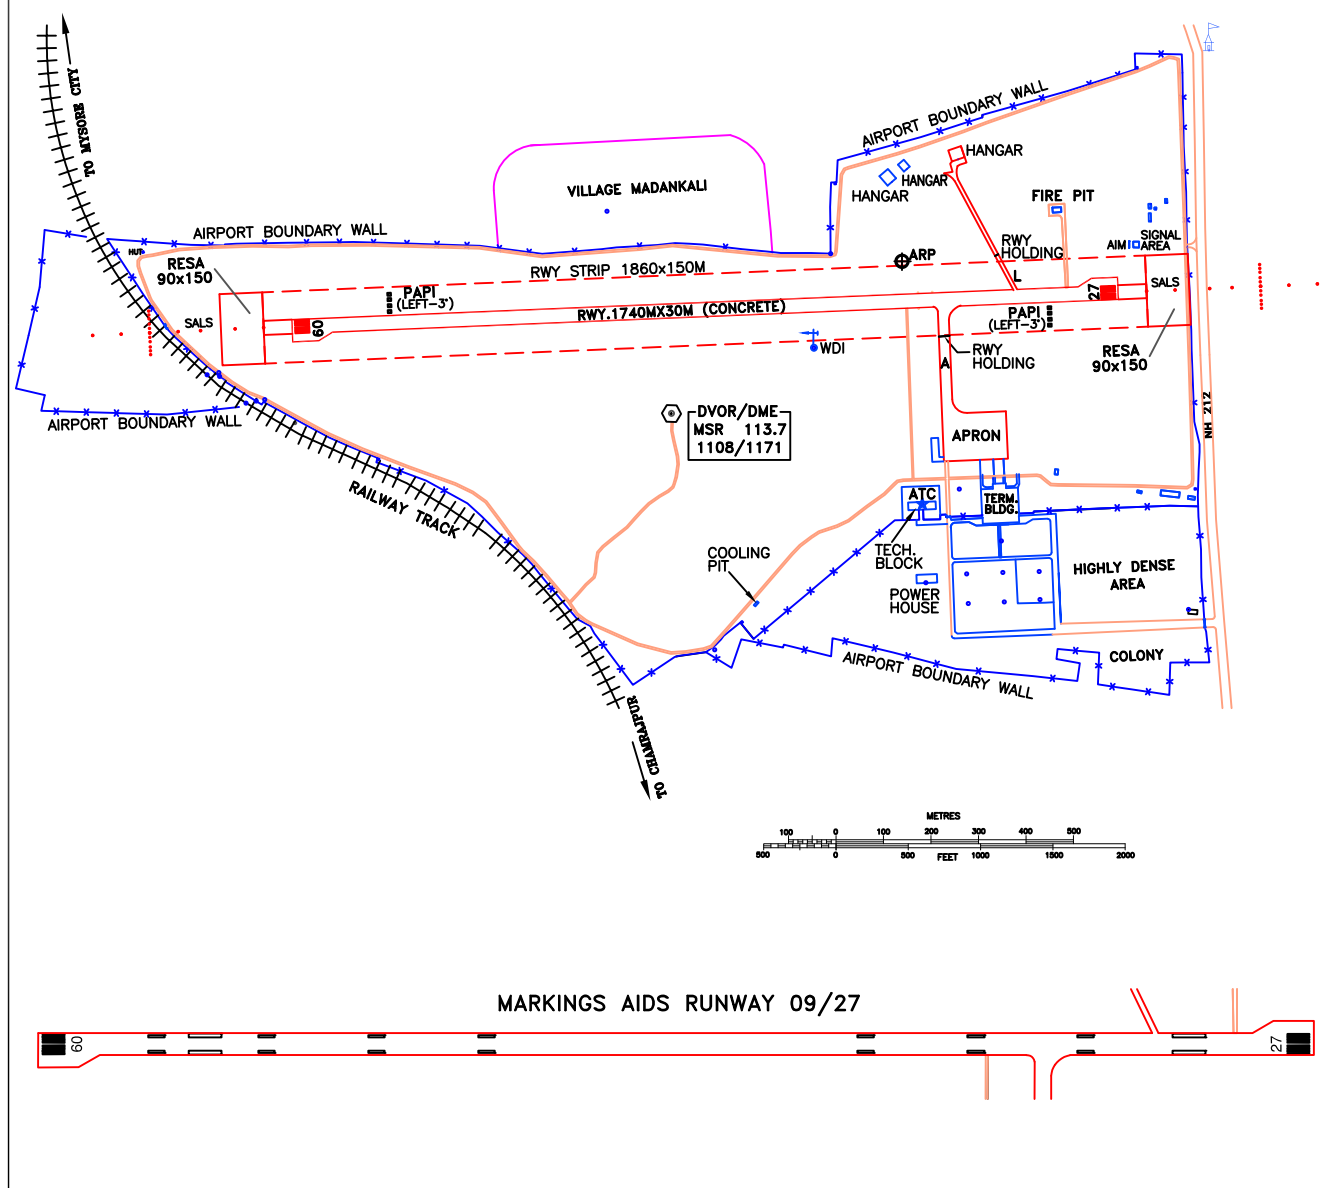 TO MYSORE CITY
AIRPORT BOUNDARY WALL
HANGAR
HANGAR
HANGAR
VILLAGE MADANKALI
FIRE PIT
AIRPORT BOUNDARY WALL
HUT
RWY
HOLDING
AIM
SIGNAL
AREA
ARP
RESA
90x150
RWY STRIP 1860x150M
L
SALS
PAPI
(LEFT-3°)
27
SALS
09
RWY.1740MX30M (CONCRETE)
PAPI
(LEFT-3°)
WDI
RWY
HOLDING
A
RESA
90x150
NH 212
AIRPORT BOUNDARY WALL
DVOR/DME
MSR 113.7
1108/1171
APRON
RAILWAY TRACK
ATC
TERM.
BLDG.
COOLING
PIT
TECH.
BLOCK
HIGHLY DENSE
AREA
POWER
HOUSE
AIRPORT BOUNDARY WALL
COLONY
TO CHAMRAJPUR
METRES
100 0 100 200 300 400 500
500 0 500 1000 1500 2000
FEET
MARKINGS AIDS RUNWAY 09/27
09
27